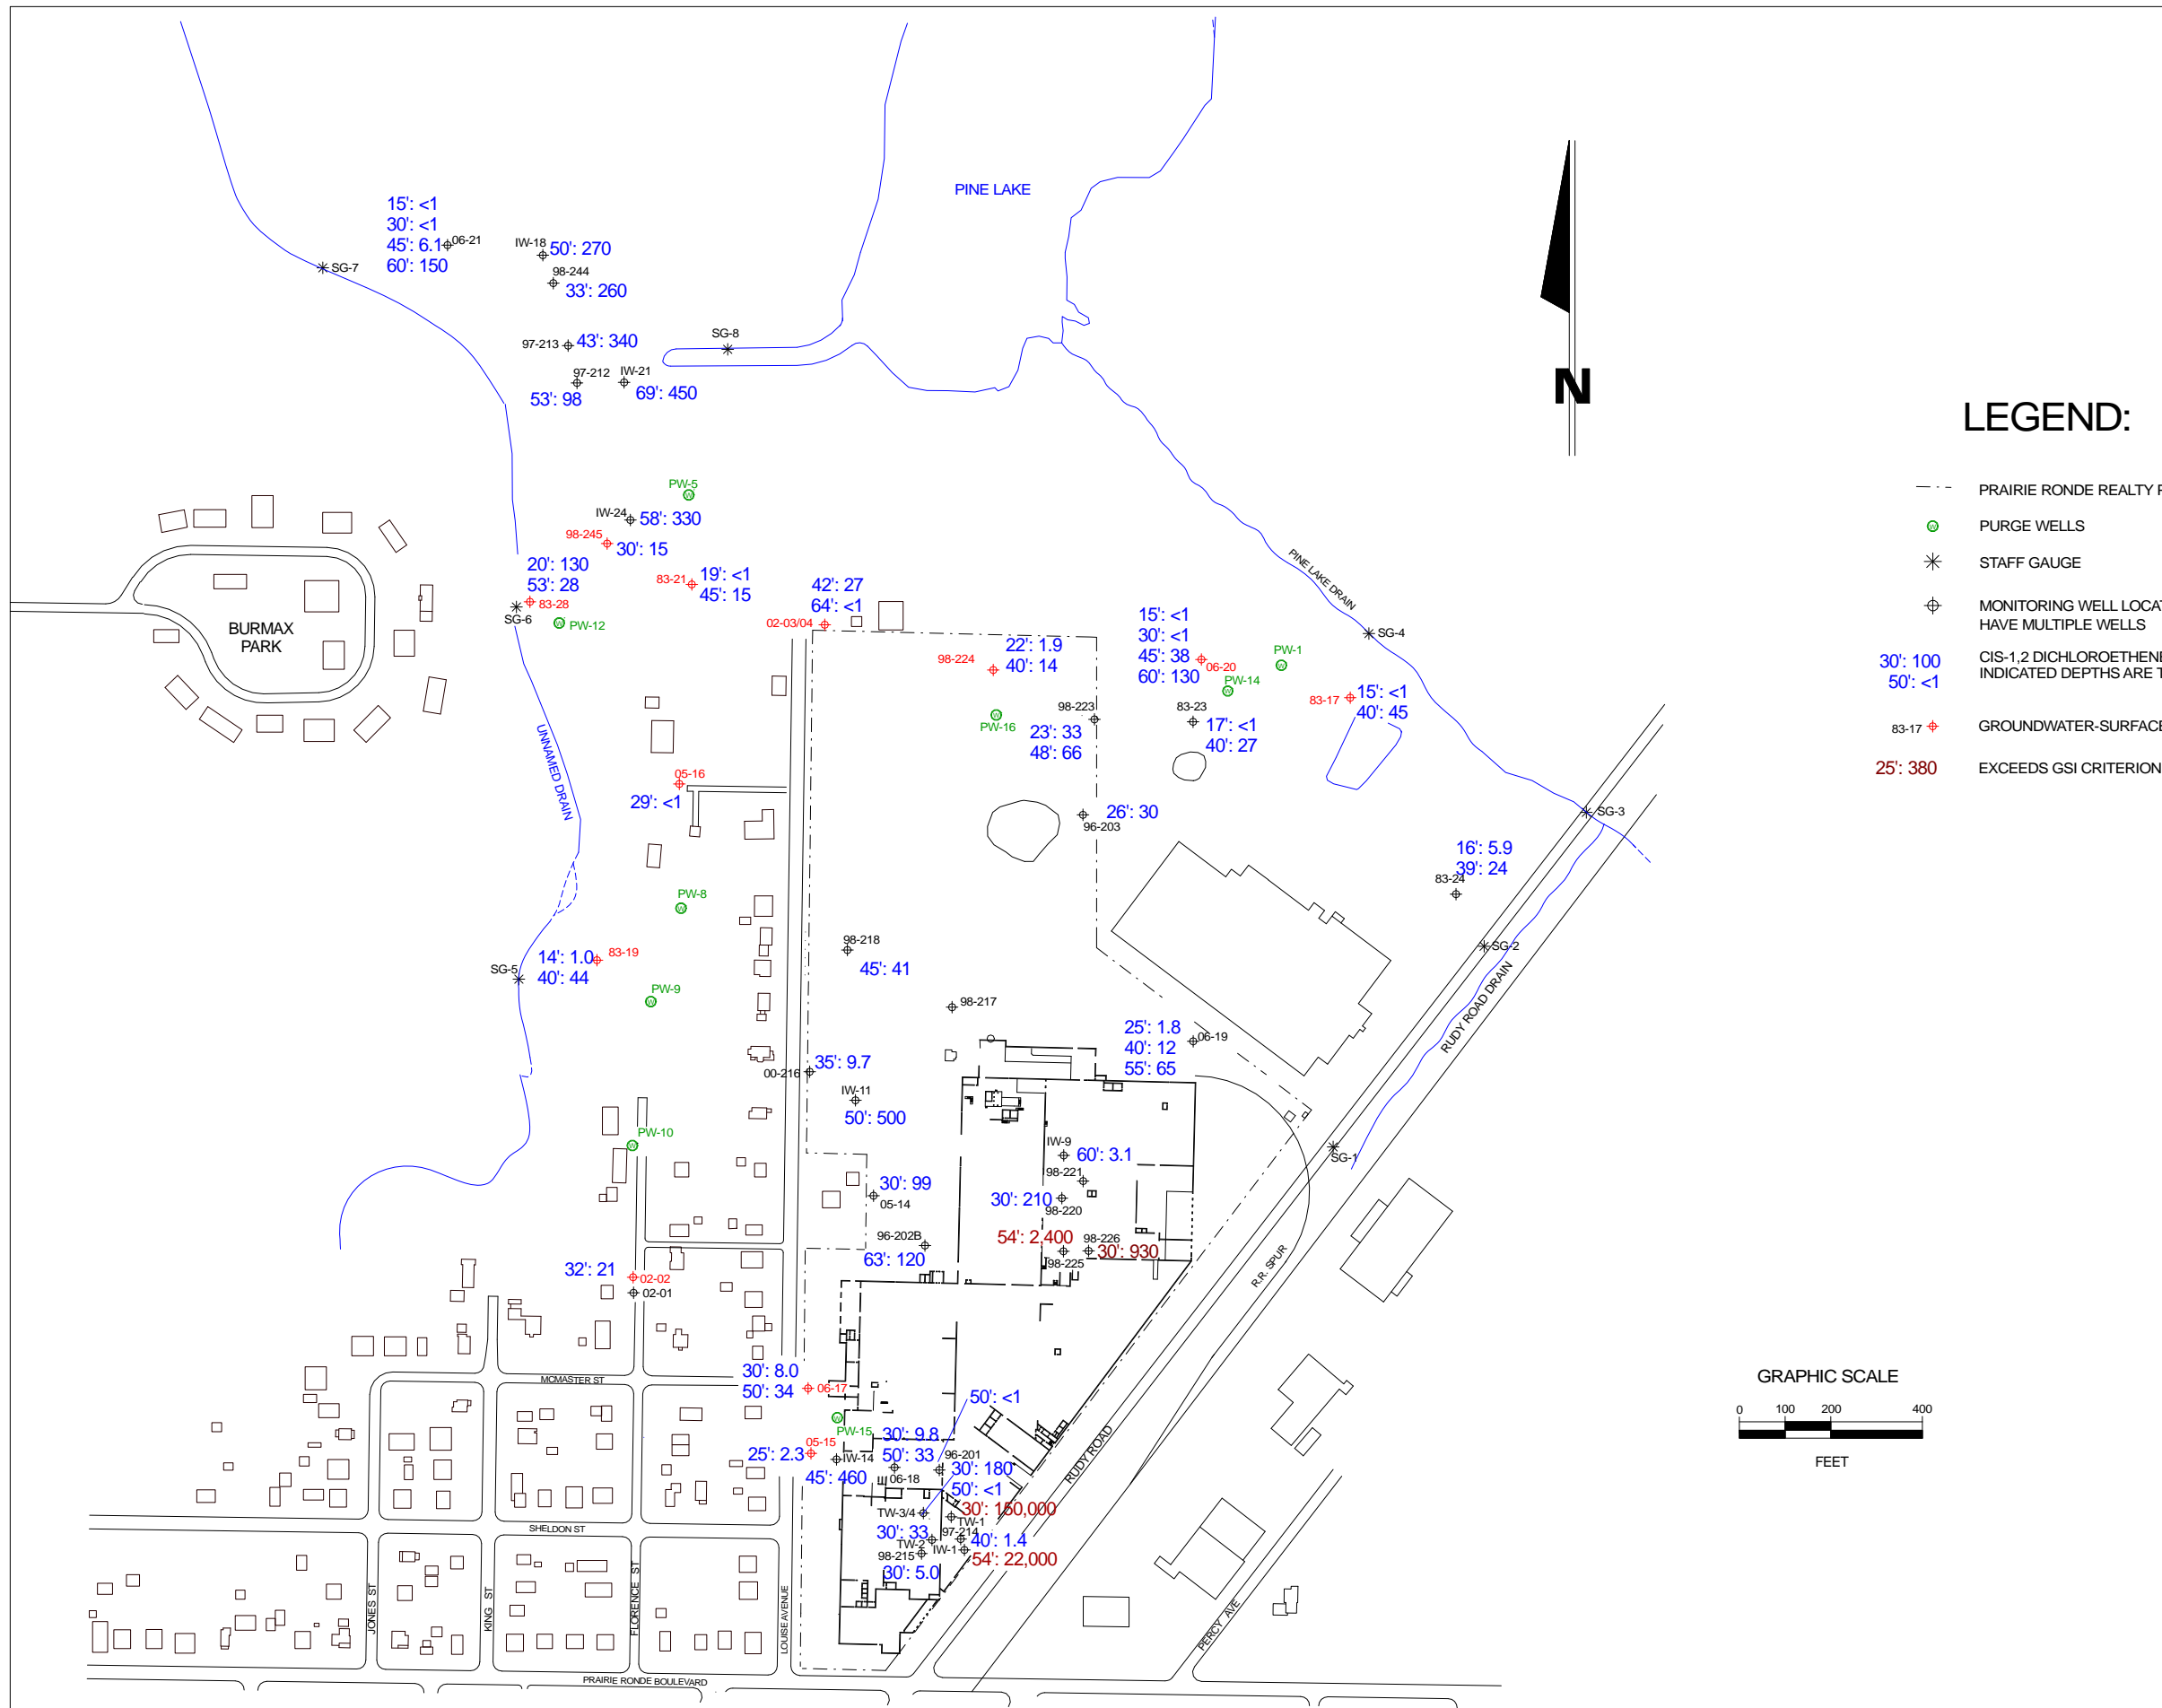 PINE LAKE
15': <1
30': <1
45': 6.1
60': 150
06-21
IW-18
50': 270
98-244
33': 260
SG-7
97-213
43': 340
SG-8
97-212
IW-21
53': 98
69': 450
N
LEGEND:
PRAIRIE RONDE REALTY P
PURGE WELLS
STAFF GAUGE
MONITORING WELL LOCAT
HAVE MULTIPLE WELLS
30': 100
50': <1
CIS-1,2 DICHLOROETHENE
INDICATED DEPTHS ARE T
83-17
GROUNDWATER-SURFACE
25': 380
EXCEEDS GSI CRITERION
PW-5
IW-24
58': 330
98-245
30': 15
20': 130
53': 28
83-28
SG-6
PW-12
83-21
19': <1
45': 15
42': 27
64': <1
02-03/04
BURMAX
PARK
UNNAMED DRAIN
PINE LAKE DRAIN
SG-4
15': <1
30': <1
45': 38
60': 130
06-20
PW-1
PW-14
22': 1.9
40': 14
98-224
PW-16
98-223
23': 33
48': 66
83-23
17': <1
40': 27
83-17
15': <1
40': 45
05-16
29': <1
26': 30
96-203
SG-3
16': 5.9
39': 24
83-24
SG-2
RUDY ROAD DRAIN
PW-8
98-218
45': 41
14': 1.0
40': 44
83-19
SG-5
PW-9
98-217
25': 1.8
40': 12
55': 65
06-19
35': 9.7
00-216
IW-11
50': 500
PW-10
IW-9
60': 3.1
98-221
SG-1
30': 99
05-14
30': 210
98-220
96-202B
63': 120
54': 2,400
98-225
98-226
30': 930
R.R. SPUR
32': 21
02-02
02-01
MCMASTER ST
30': 8.0
50': 34
06-17
PW-15
50': <1
RUDY ROAD
05-15
25': 2.3
IW-14
45': 460
30': 9.8
50': 33
06-18
96-201
30': 180
50': <1
30': 150,000
TW-3/4
TW-1
30': 33
97-214
TW-2
40': 1.4
98-215
IW-1
54': 22,000
30': 5.0
GRAPHIC SCALE
0 100 200 400
FEET
SHELDON ST
JONES ST
KING ST
FLORENCE ST
LOUISE AVENUE
PERCY AVE
PRAIRIE RONDE BOULEVARD